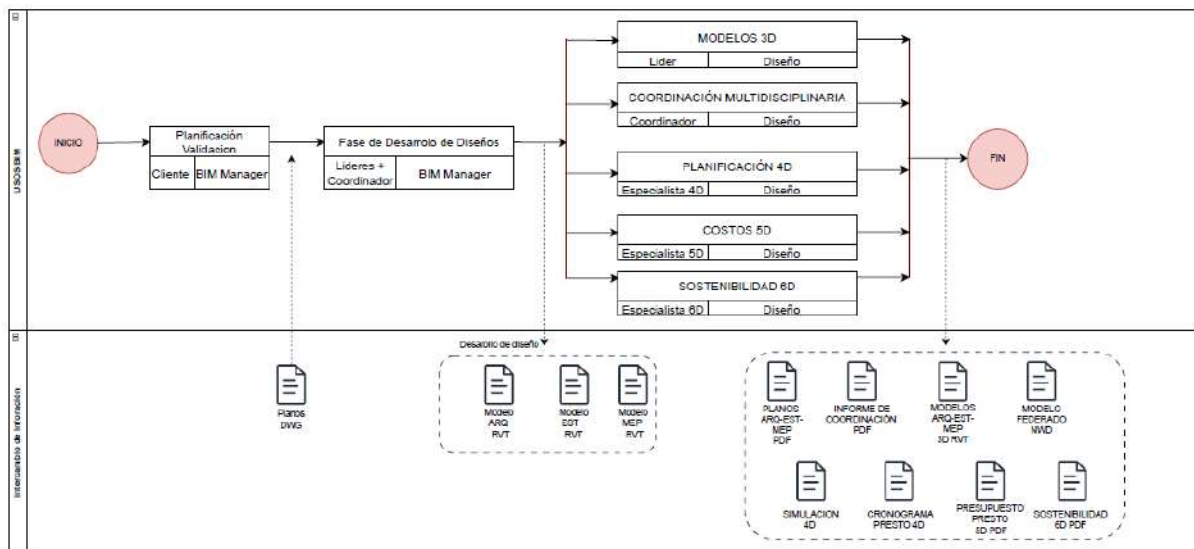 USOS BIM
INICIO
Planificación
Validacion
Cliente
BIM Manager
Fase de Desarrolo de Diseños
Lideres +
Coordinador
BIM Manager
MODELOS 3D
Lider
Diseño
COORDINACIÓN MULTIDISCIPLINARIA
Coordinador
Diseño
PLANIFICACIÓN 4D
Especialista 4D
Diseño
COSTOS 5D
Especialista 5D
Diseño
SOSTENIBILIDAD 6D
Especialista 6D
Diseño
FIN
Intercambio de
Planos
DWG
Desarollo de diseño
Modelo
ARQ
RVT
Modelo
EST
RVT
Modelo
MEP
RVT
PLANOS
ARQ-EST-
MEP
PDF
INFORME DE
COORDINACIÓN
PDF
MODELOS
ARQ-EST-
MEP
3D RVT
MODELO
FEDERADO
NWD
SIMULACION
4D
CRONOGRAMA
PRESTO 4D
PRESUPUESTO
PRESTO
5D PDF
SOSTENIBILIDAD
6D PDF